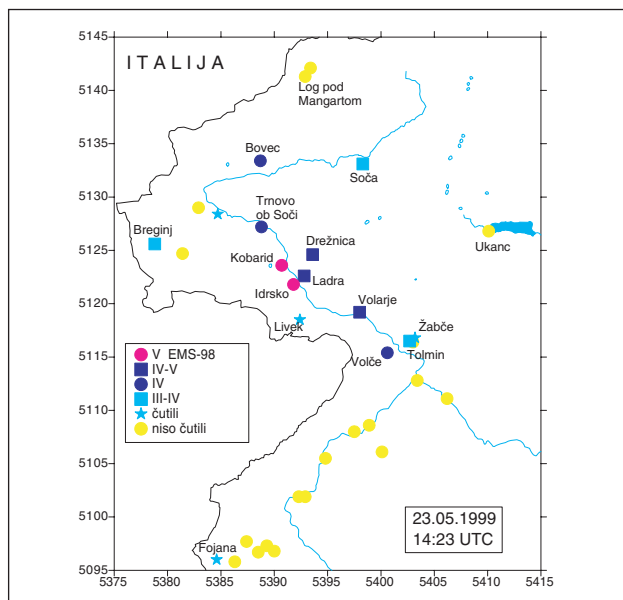 5145
5140
5135
5130
5125
5120
5115
5110
5105
5100
5095
5375
5380
5385
5390
5395
5400
5405
5410
5415
ITALIJA
Log pod
Mangartom
Bovec
Soča
Trnovo
ob Soči
Breginj
Drežnica
Ukanc
Kobarid
Ladra
Idrsko
Volarje
Livek
Žabče
Tolmin
Volče
V EMS-98
IV-V
IV
III-IV
čutili
niso čutili
Fojana
23.05.1999
14:23 UTC